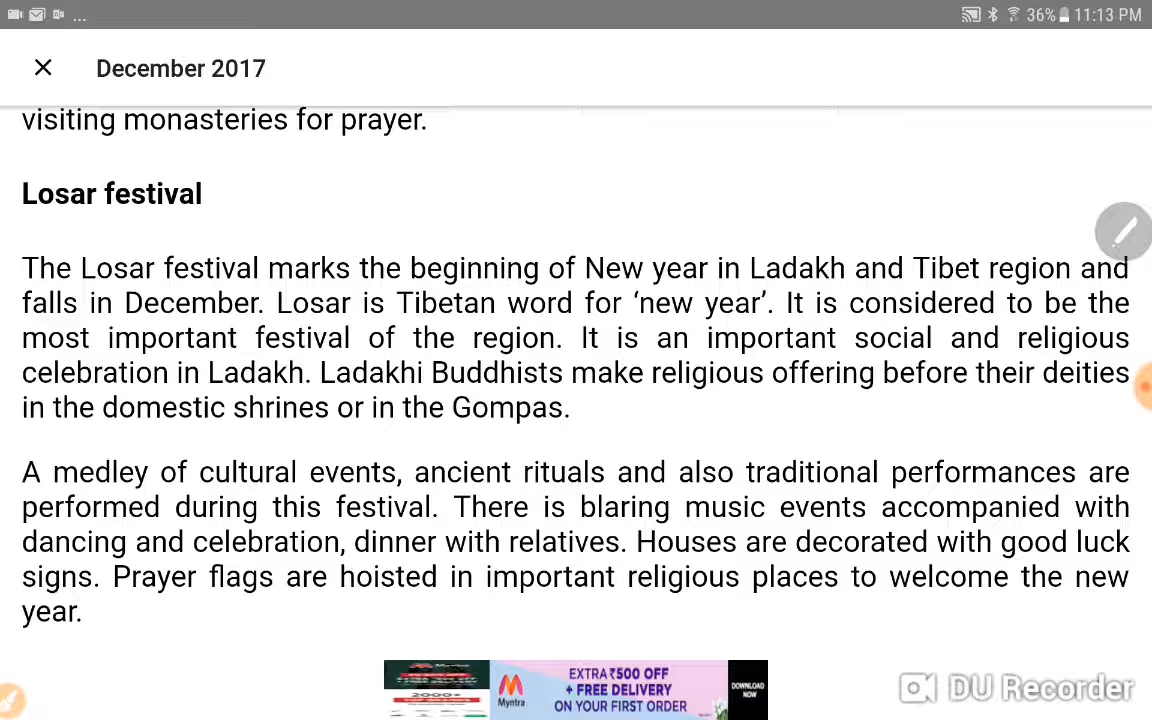 ... 36% 11:13 PM
December 2017
visiting monasteries for prayer.
Losar festival
The Losar festival marks the beginning of New year in Ladakh and Tibet region and
falls in December. Losar is Tibetan word for ‘new year’. It is considered to be the
most important festival of the region. It is an important social and religious
celebration in Ladakh. Ladakhi Buddhists make religious offering before their deities
in the domestic shrines or in the Gompas.
A medley of cultural events, ancient rituals and also traditional performances are
performed during this festival. There is blaring music events accompanied with
dancing and celebration, dinner with relatives. Houses are decorated with good luck
signs. Prayer flags are hoisted in important religious places to welcome the new
year.
2000+
Myntra
EXTRA ₹500 OFF
+ FREE DELIVERY
ON YOUR FIRST ORDER
DOWNLOAD
NOW
DU Recorder